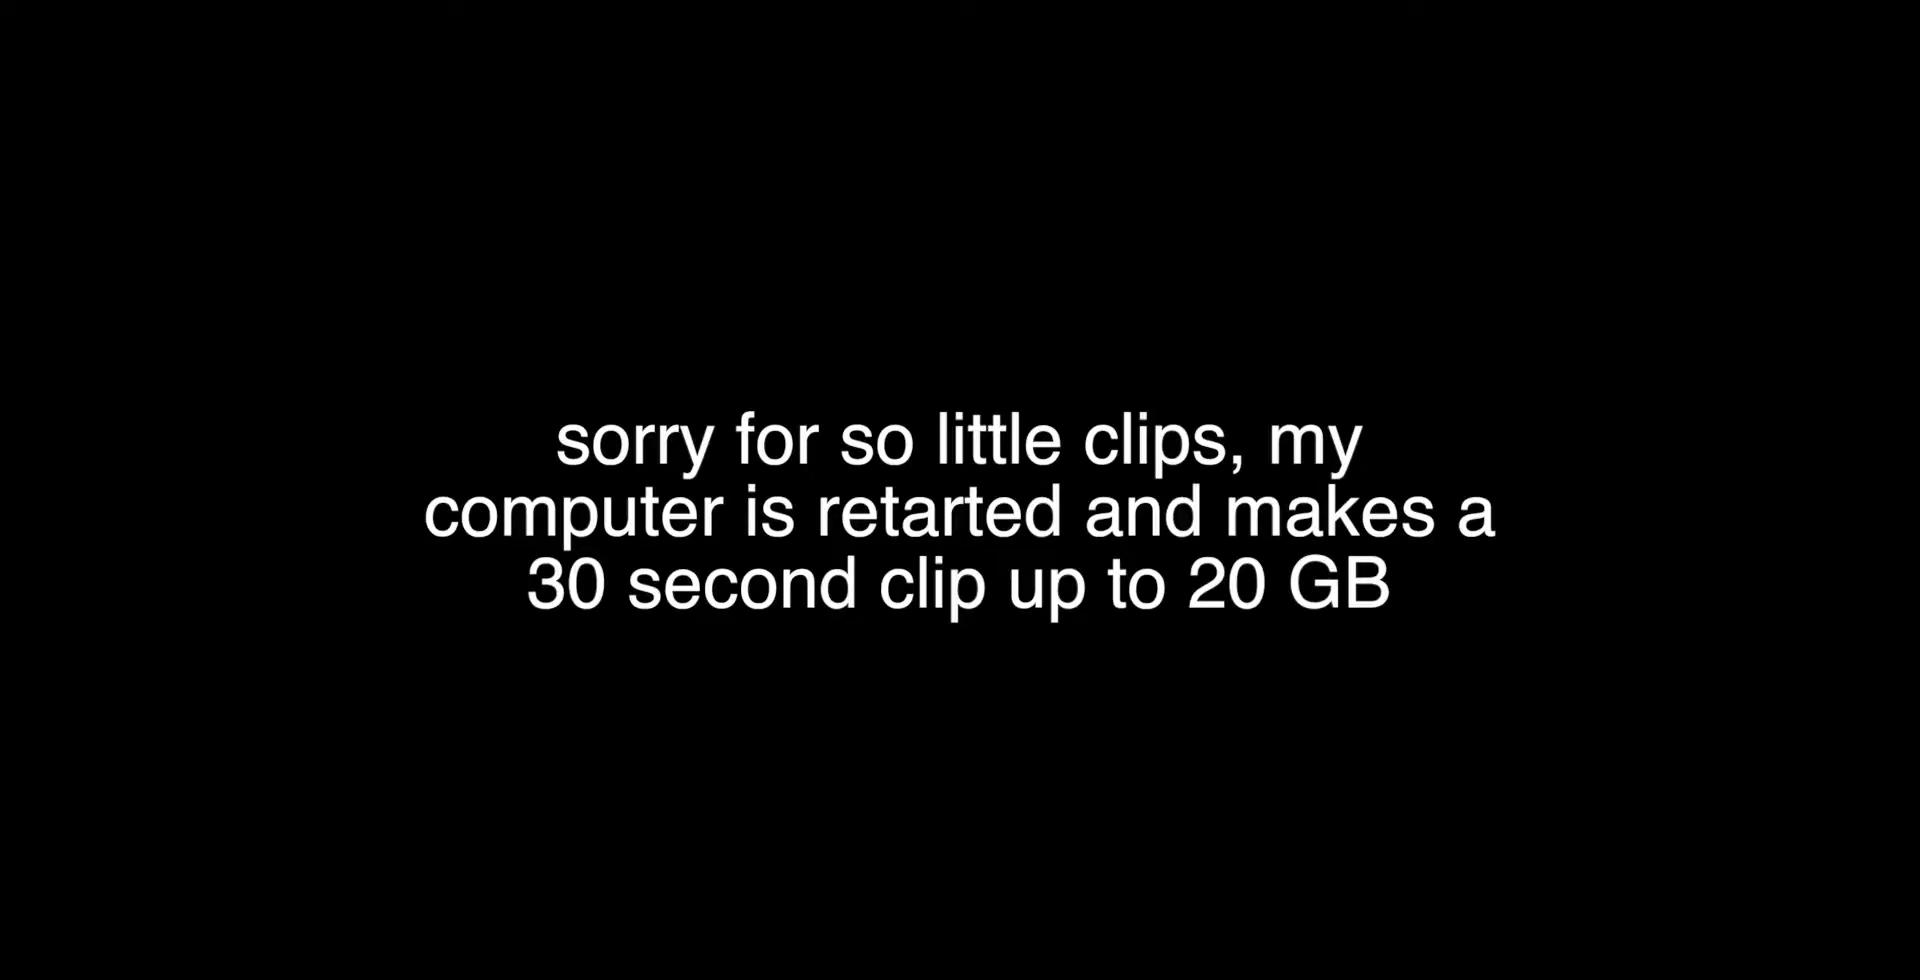 sorry for so little clips, my
computer is retarted and makes a
30 second clip up to 20 GB